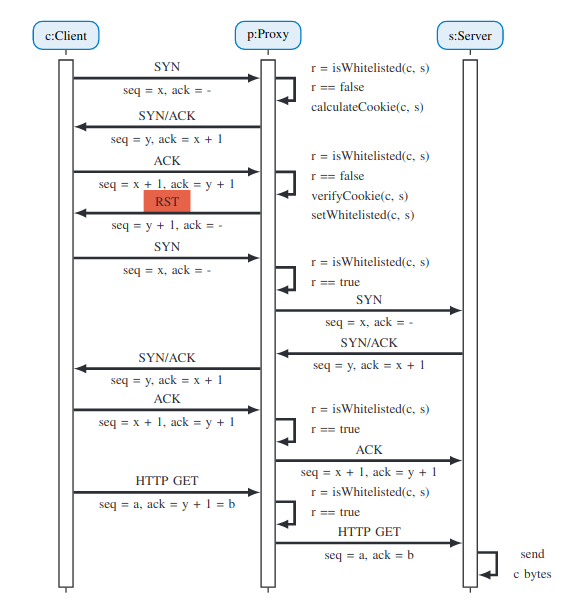 c:Client
p:Proxy
s:Server
SYN
seq = x, ack = -
r = isWhitelisted(c, s)
r == false
calculateCookie(c, s)
SYN/ACK
seq = y, ack = x + 1
ACK
seq = x + 1, ack = y + 1
r = isWhitelisted(c, s)
r == false
verifyCookie(c, s)
setWhitelisted(c, s)
RST
seq = y + 1, ack = -
SYN
seq = x, ack = -
r = isWhitelisted(c, s)
r == true
SYN
seq = x, ack = -
SYN/ACK
seq = y, ack = x + 1
SYN/ACK
seq = y, ack = x + 1
ACK
seq = x + 1, ack = y + 1
r = isWhitelisted(c, s)
r == true
ACK
seq = x + 1, ack = y + 1
HTTP GET
seq = a, ack = y + 1 = b
r = isWhitelisted(c, s)
r == true
HTTP GET
seq = a, ack = b
send
c bytes